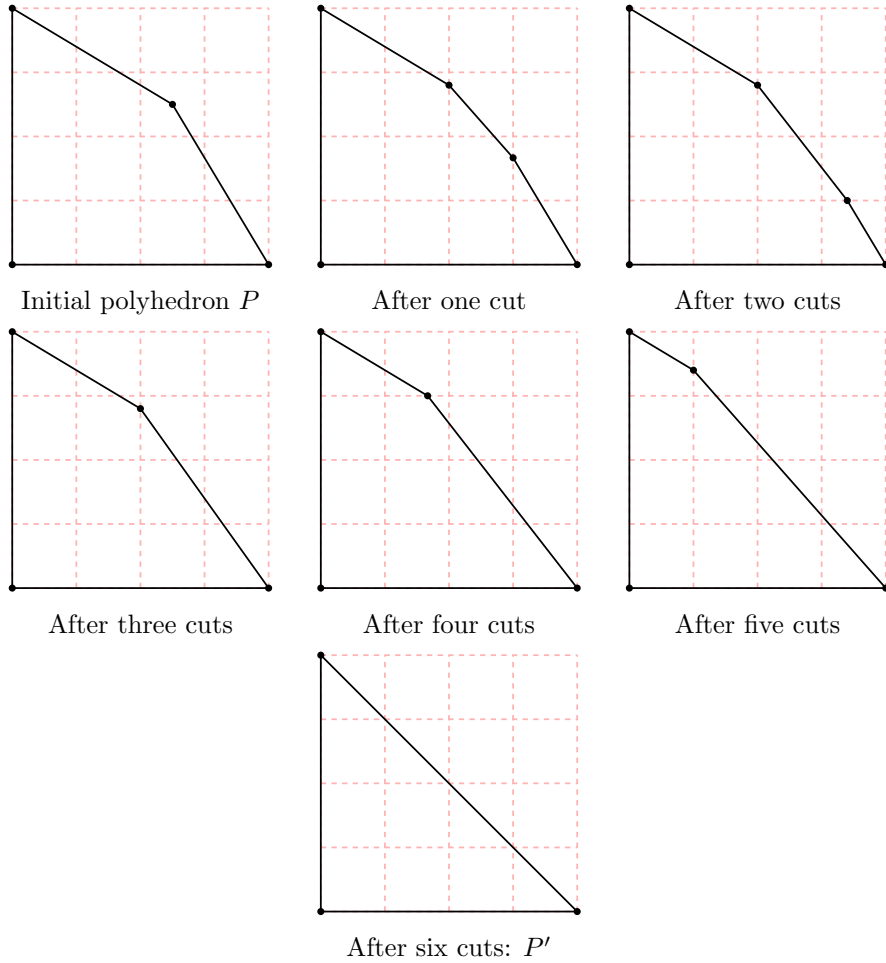 Initial polyhedron P
After one cut
After two cuts
After three cuts
After four cuts
After five cuts
After six cuts: P′